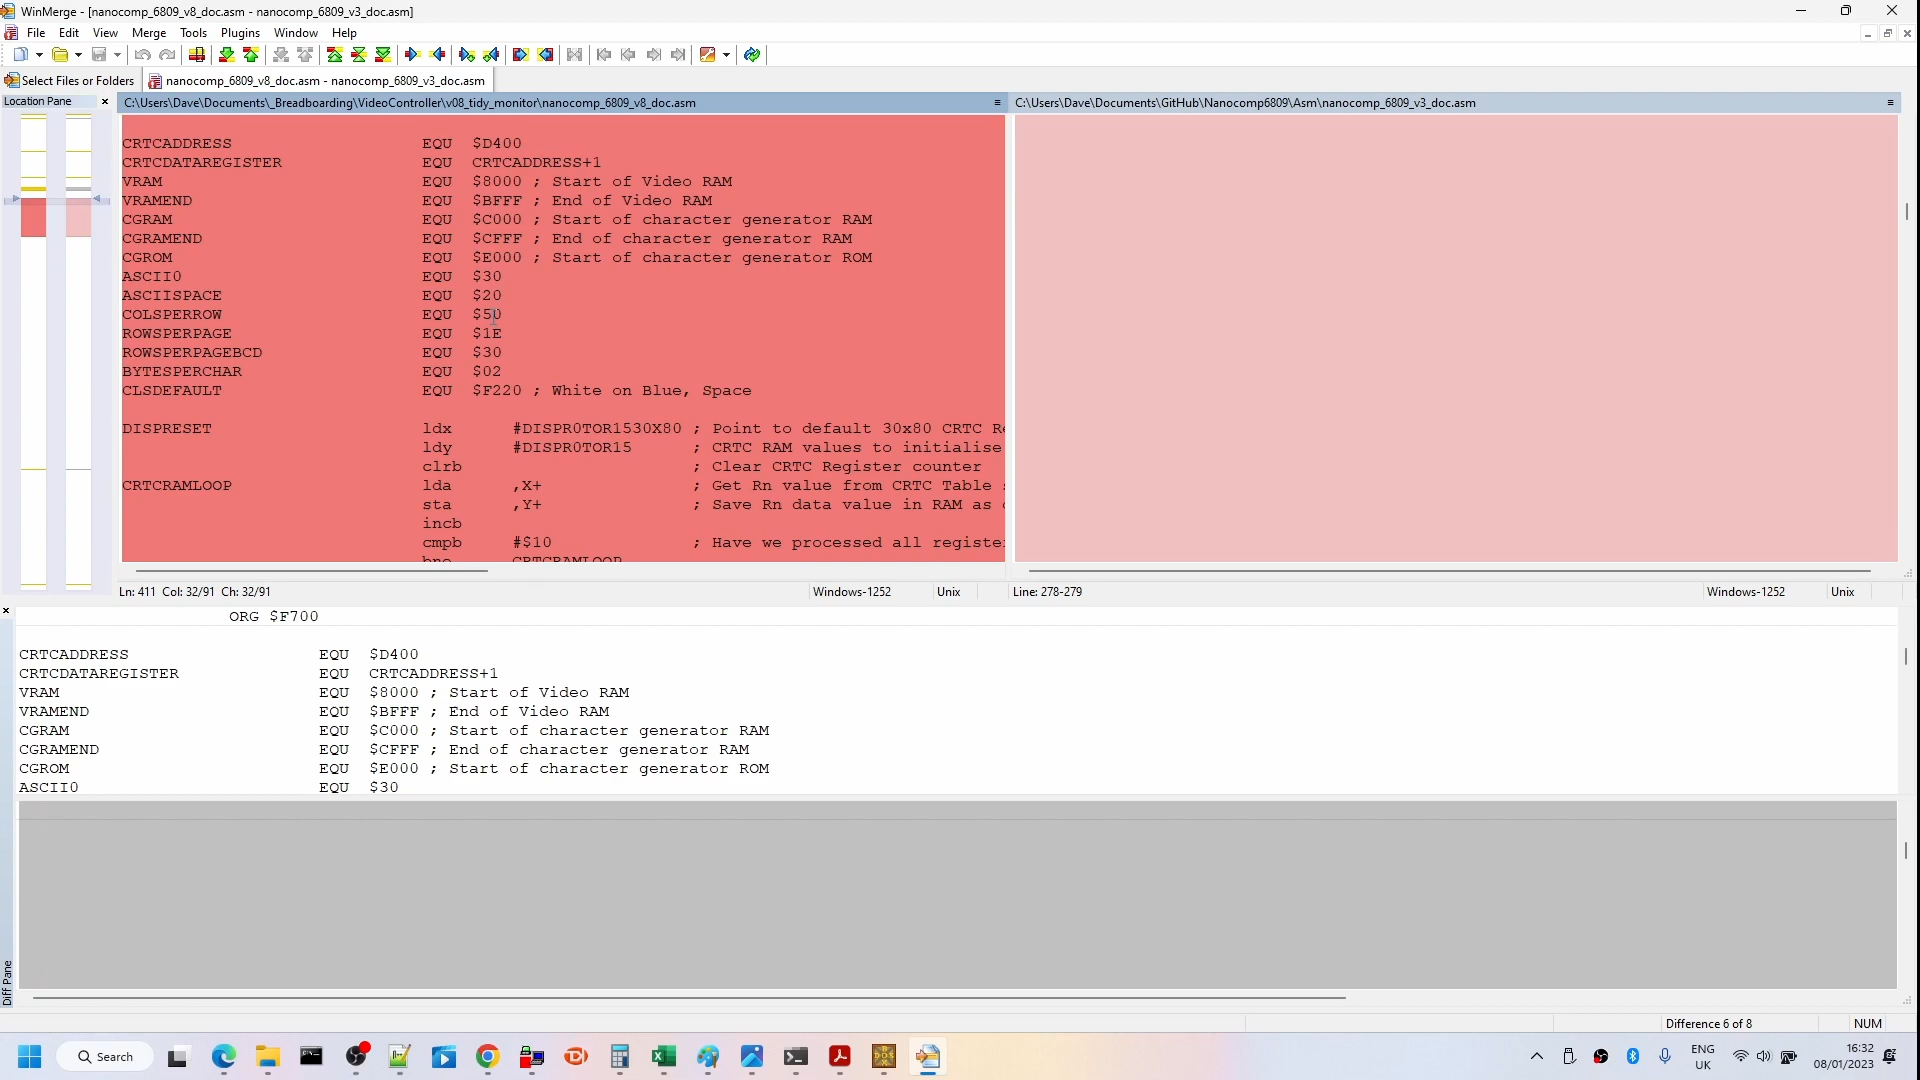 WinMerge - [nanocomp_6809_v8_doc.asm - nanocomp_6809_v3_doc.asm]
File Edit View Merge Tools Plugins Window Help
Select Files or Folders
nanocomp_6809_v8_doc.asm - nanocomp_6809_v3_doc.asm
Location Pane
C:\Users\Dave\Documents\_Breadboarding\VideoController\v08_tidy_monitor\nanocomp_6809_v8_doc.asm
C:\Users\Dave\Documents\GitHub\Nanocomp6809\Asm\nanocomp_6809_v3_doc.asm
CRTCADDRESS EQU $D400
CRTCDATAREGISTER EQU CRTCADDRESS+1
VRAM EQU $8000 ; Start of Video RAM
VRAMEND EQU $BFFF ; End of Video RAM
CGRAM EQU $C000 ; Start of character generator RAM
CGRAMEND EQU $CFFF ; End of character generator RAM
CGROM EQU $E000 ; Start of character generator ROM
ASCII0 EQU $30
ASCIISPACE EQU $20
COLSPERROW EQU $50
ROWSPERPAGE EQU $1E
ROWSPERPAGEBCD EQU $30
BYTESPERCHAR EQU $02
CLSDEFAULT EQU $F220 ; White on Blue, Space
DISPRESET ldx #DISPR0TOR1530X80 ; Point to default 30x80 CRTC
ldy #DISPR0TOR15 ; CRTC RAM values to initialise
clrb ; Clear CRTC Register counter
CRTCRAMLOOP lda ,X+ ; Get Rn value from CRTC Table
sta ,Y+ ; Save Rn data value in RAM as
incb
cmpb #$10 ; Have we processed all registe
bne CRTCRAMLOOP
Ln: 411 Col: 32/91 Ch: 32/91
Windows-1252 Unix
Line: 278-279
Windows-1252 Unix
ORG $F700
CRTCADDRESS EQU $D400
CRTCDATAREGISTER EQU CRTCADDRESS+1
VRAM EQU $8000 ; Start of Video RAM
VRAMEND EQU $BFFF ; End of Video RAM
CGRAM EQU $C000 ; Start of character generator RAM
CGRAMEND EQU $CFFF ; End of character generator RAM
CGROM EQU $E000 ; Start of character generator ROM
ASCII0 EQU $30
Diff Pane
Difference 6 of 8 NUM
Search
ENG
UK
16:32
08/01/2023